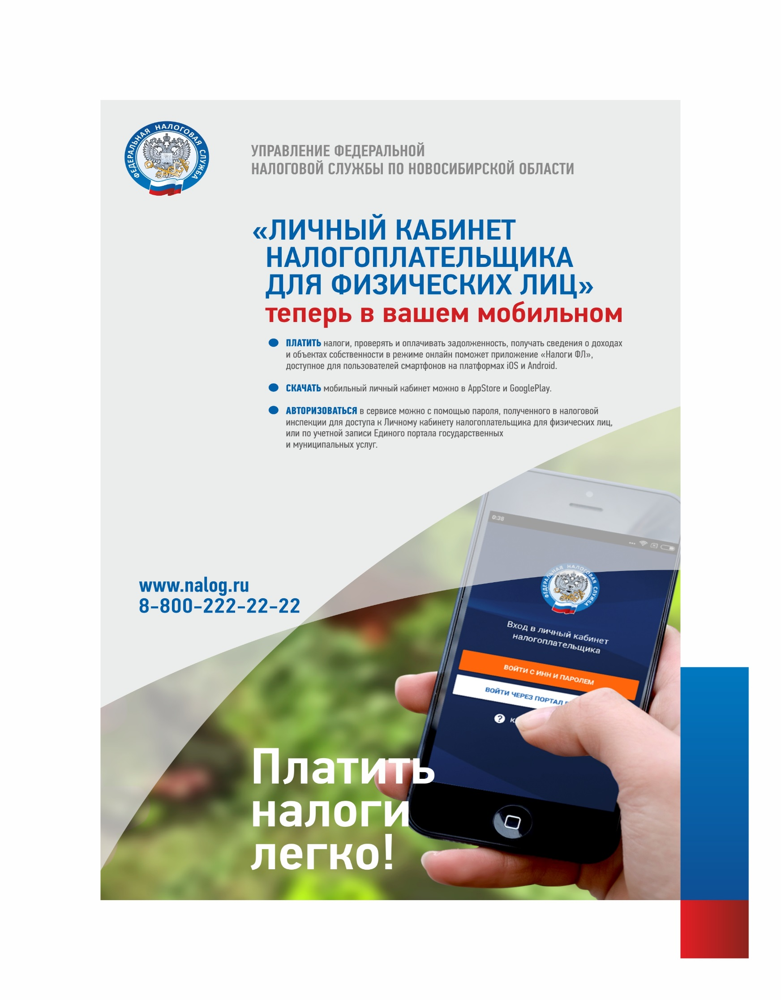 ФЕДЕРАЛЬНАЯ НАЛОГОВАЯ СЛУЖБА
УПРАВЛЕНИЕ ФЕДЕРАЛЬНОЙ
НАЛОГОВОЙ СЛУЖБЫ ПО НОВОСИБИРСКОЙ ОБЛАСТИ
«ЛИЧНЫЙ КАБИНЕТ
НАЛОГОПЛАТЕЛЬЩИКА
ДЛЯ ФИЗИЧЕСКИХ ЛИЦ»
теперь в вашем мобильном
ПЛАТИТЬ налоги, проверять и оплачивать задолженность, получать сведения о доходах
и объектах собственности в режиме онлайн поможет приложение «Налоги ФЛ»,
доступное для пользователей смартфонов на платформах iOS и Android.
СКАЧАТЬ мобильный личный кабинет можно в AppStore и GooglePlay.
АВТОРИЗОВАТЬСЯ в сервисе можно с помощью пароля, полученного в налоговой
инспекции для доступа к Личному кабинету налогоплательщика для физических лиц,
или по учетной записи Единого портала государственных
и муниципальных услуг.
www.nalog.ru
8-800-222-22-22
0:38
ФЕДЕРАЛЬНАЯ НАЛОГОВАЯ СЛУЖБА
Вход в личный кабинет
налогоплательщика
ВОЙТИ С ИНН И ПАРОЛЕМ
ВОЙТИ ЧЕРЕЗ ПОРТАЛ
Платить
налоги
легко!